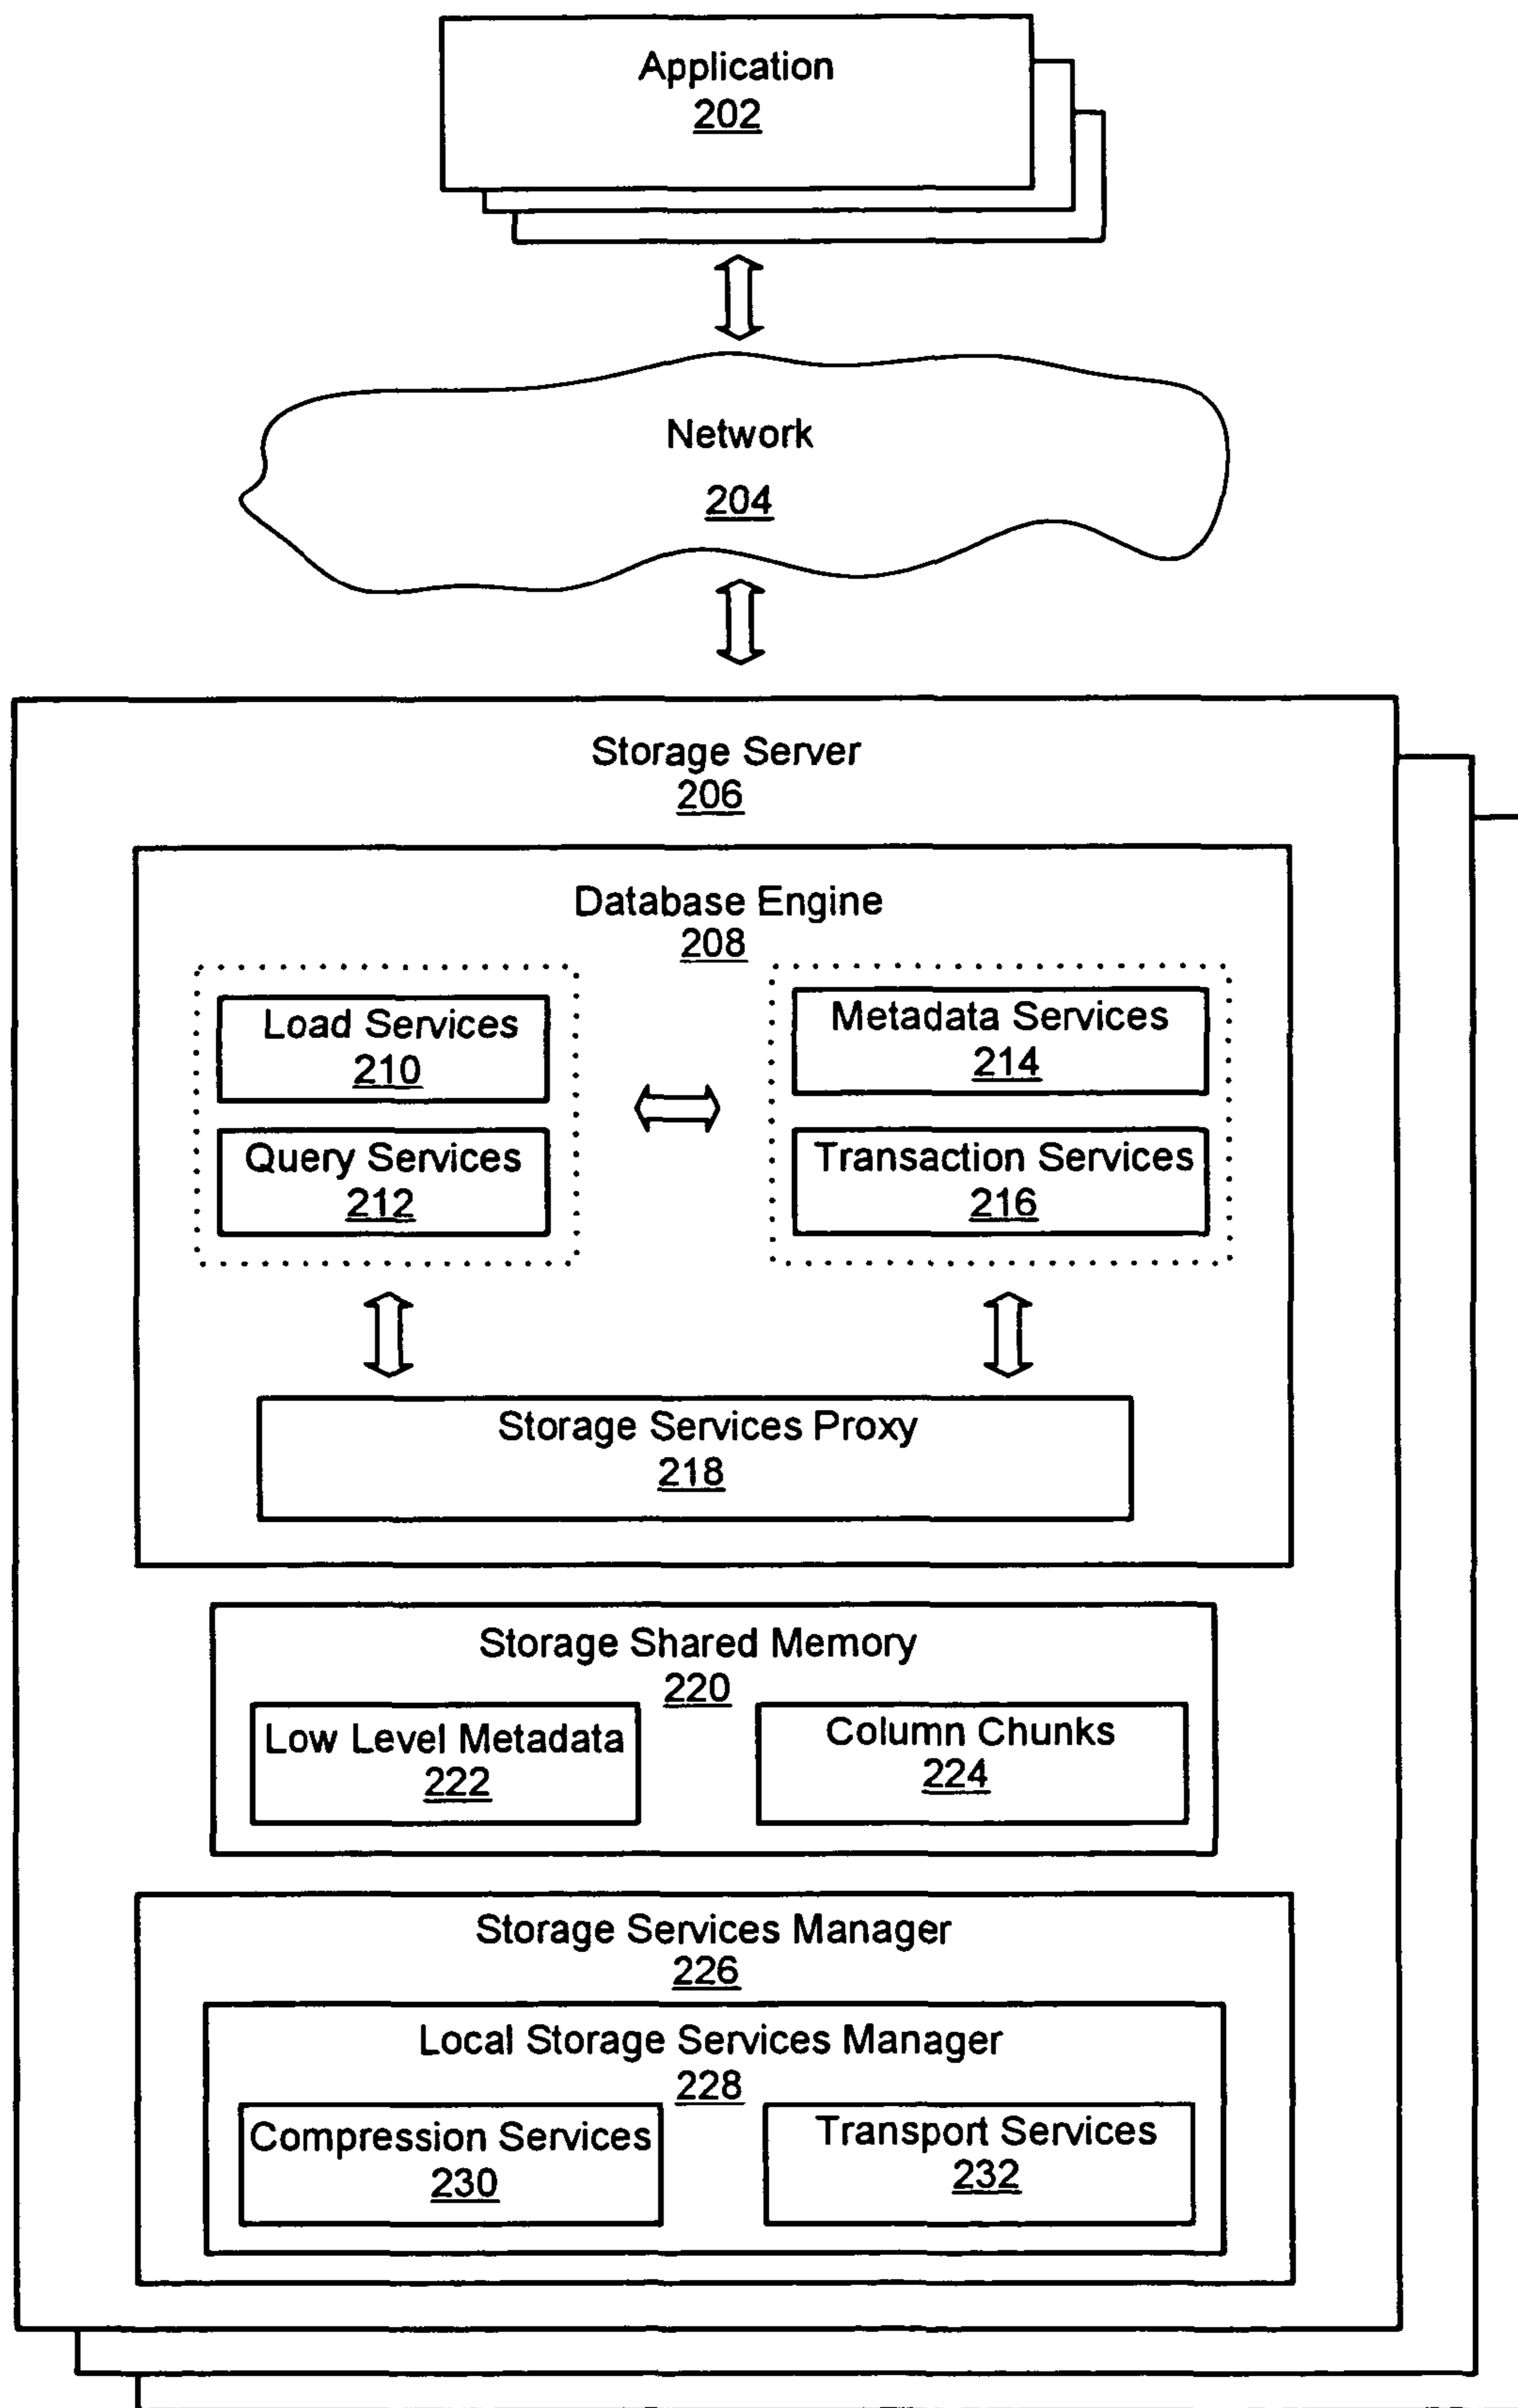 Application
202
Network
204
Storage Server
206
Database Engine
208
Load Services
210
Query Services
212
Metadata Services
214
Transaction Services
216
Storage Services Proxy
218
Storage Shared Memory
220
Low Level Metadata
222
Column Chunks
224
Storage Services Manager
226
Local Storage Services Manager
228
Compression Services
230
Transport Services
232